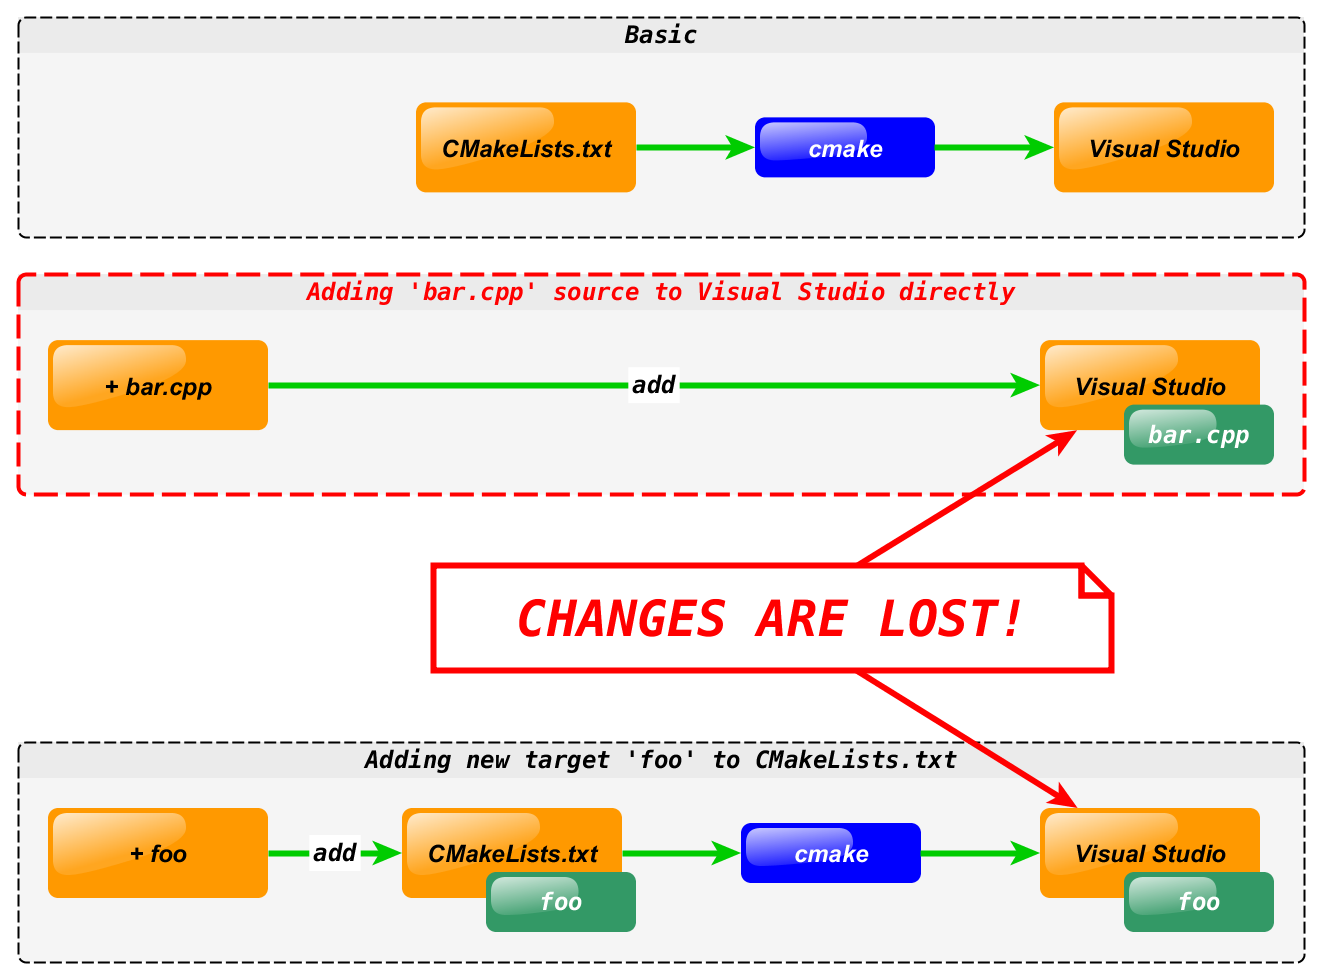 Basic
CMakeLists.txt
cmake
Visual Studio
Adding 'bar.cpp' source to Visual Studio directly
+ bar.cpp
add
Visual Studio
bar.cpp
CHANGES ARE LOST!
Adding new target 'foo' to CMakeLists.txt
+ foo
add
CMakeLists.txt
foo
cmake
Visual Studio
foo